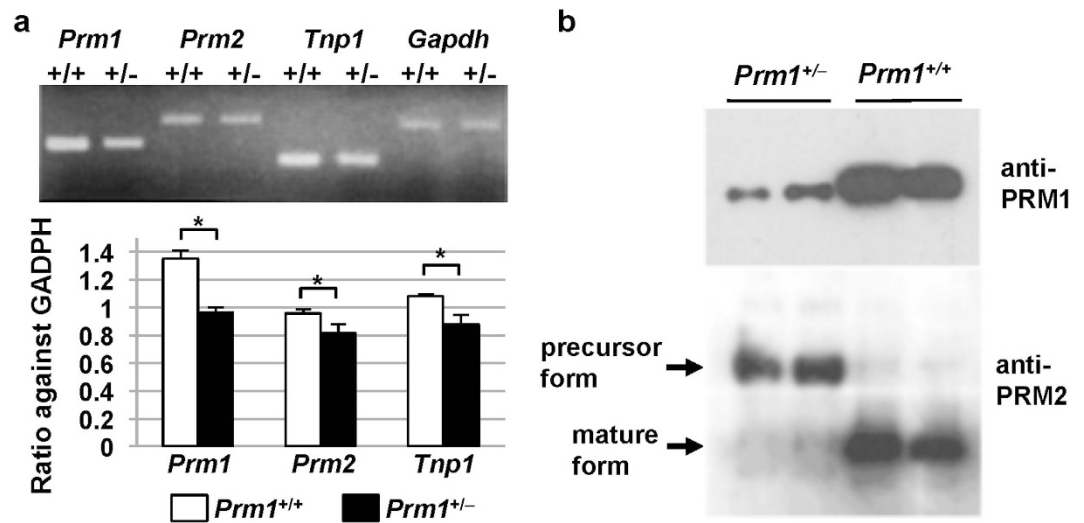 a
Prm1 Prm2 Tnp1 Gapdh
+/+ +/- +/+ +/- +/+ +/- +/+ +/-
Ratio against GADPH
1.4
1.2
1
0.8
0.6
0.4
0.2
0
* * *
Prm1 Prm2 Tnp1
Prm1+/+ Prm1+/–
b
Prm1+/– Prm1+/+
anti-
PRM1
precursor
form
mature
form
anti-
PRM2